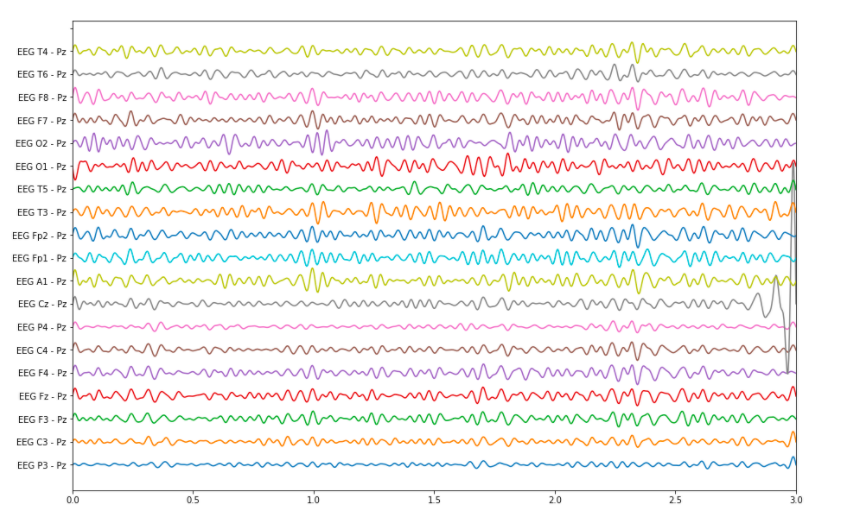 EEG T4 - Pz
EEG T6 - Pz
EEG F8 - Pz
EEG F7 - Pz
EEG O2 - Pz
EEG O1 - Pz
EEG T5 - Pz
EEG T3 - Pz
EEG Fp2 - Pz
EEG Fp1 - Pz
EEG A1 - Pz
EEG Cz - Pz
EEG P4 - Pz
EEG C4 - Pz
EEG F4 - Pz
EEG Fz - Pz
EEG F3 - Pz
EEG C3 - Pz
EEG P3 - Pz
0.0 0.5 1.0 1.5 2.0 2.5 3.0